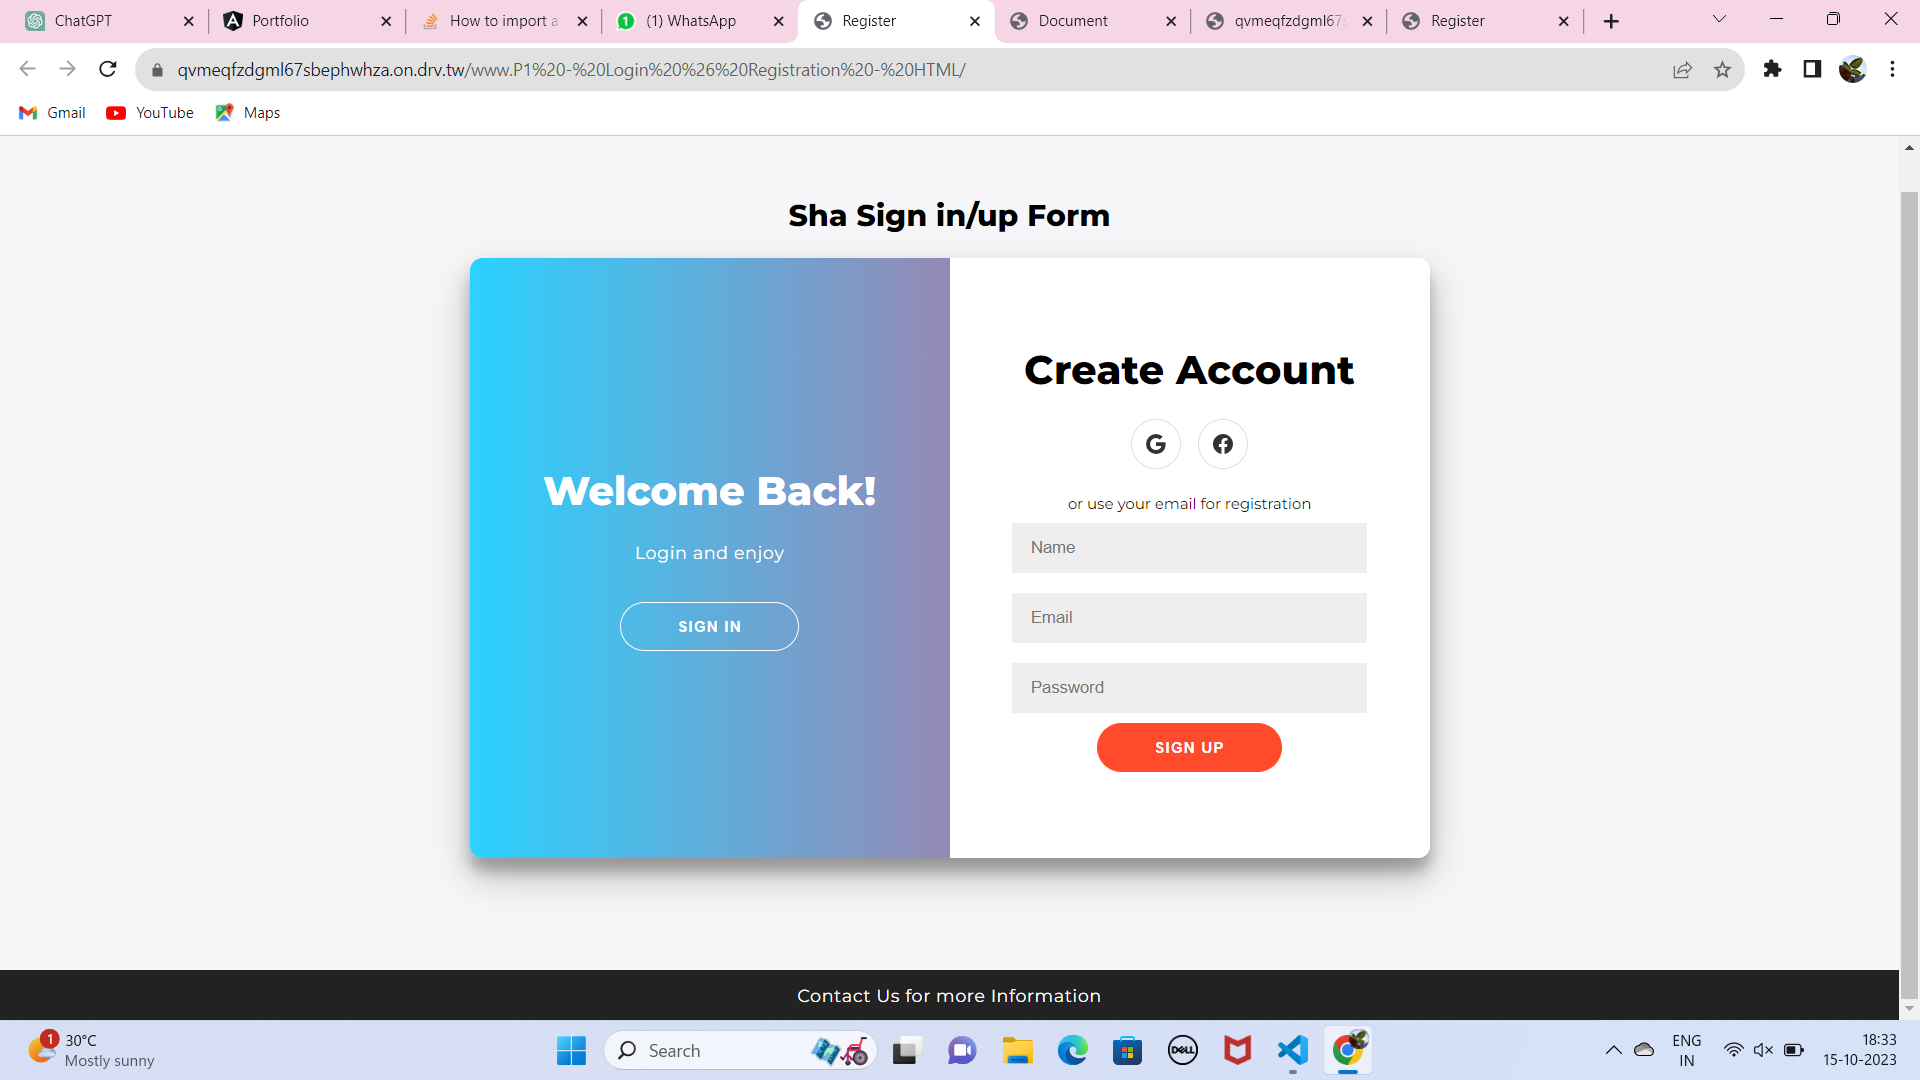 ChatGPT
Portfolio
How to import a
(1) WhatsApp
Register
Document
qvmeqfzdgml67s
Register
qvmeqfzdgml67sbephwhza.on.drv.tw/www.P1%20-%20Login%20%26%20Registration%20-%20HTML/
Gmail
YouTube
Maps
Sha Sign in/up Form
Welcome Back!
Login and enjoy
SIGN IN
Create Account
or use your email for registration
Name
Email
Password
SIGN UP
Contact Us for more Information
1
30°C
Mostly sunny
Search
DELL
ENG
IN
18:33
15-10-2023